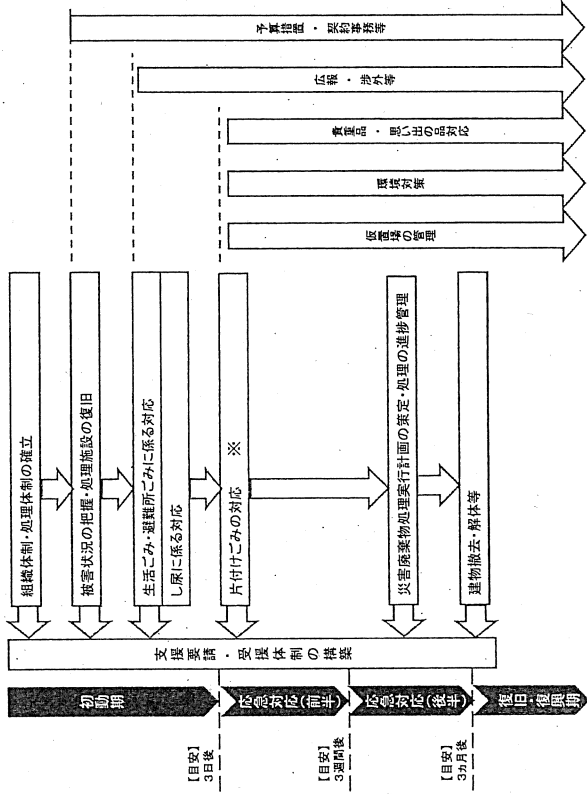 初動期
応急対応(前半)
応急対応(後半)
復旧・復興期
【目安】
3日後
【目安】
3週間後
【目安】
3カ月後
支援要請・受援体制の構築
組織体制・処理体制の確立
被害状況の把握・処理施設の復旧
生活ごみ・避難所ごみに係る対応
し尿に係る対応
片付けごみの対応 ※
災害廃棄物処理実行計画の策定・処理の進捗管理
建物撤去・解体等
仮置場の管理
環境対策
貴重品・思い出の品対応
広報・渉外等
予算措置・契約事務等